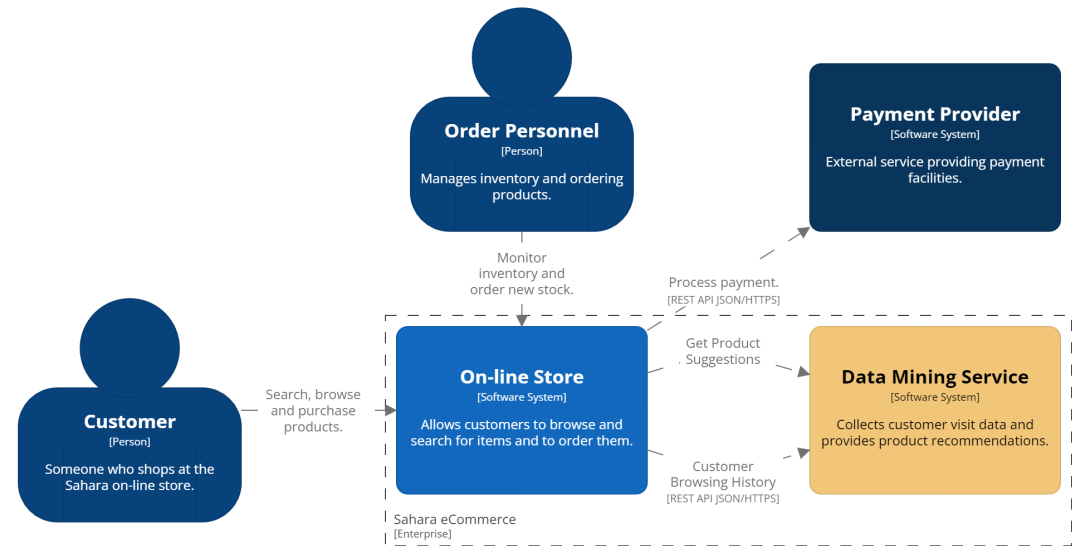 Order Personnel
[Person]
Manages inventory and ordering
products.
Payment Provider
[Software System]
External service providing payment
facilities.
Monitor
inventory and
order new stock.
Process payment.
[REST API JSON/HTTPS]
Customer
[Person]
Someone who shops at the
Sahara on-line store.
Search, browse
and purchase
products.
On-line Store
[Software System]
Allows customers to browse and
search for items and to order them.
Get Product
Suggestions
Customer
Browsing History
[REST API JSON/HTTPS]
Data Mining Service
[Software System]
Collects customer visit data and
provides product recommendations.
Sahara eCommerce
[Enterprise]